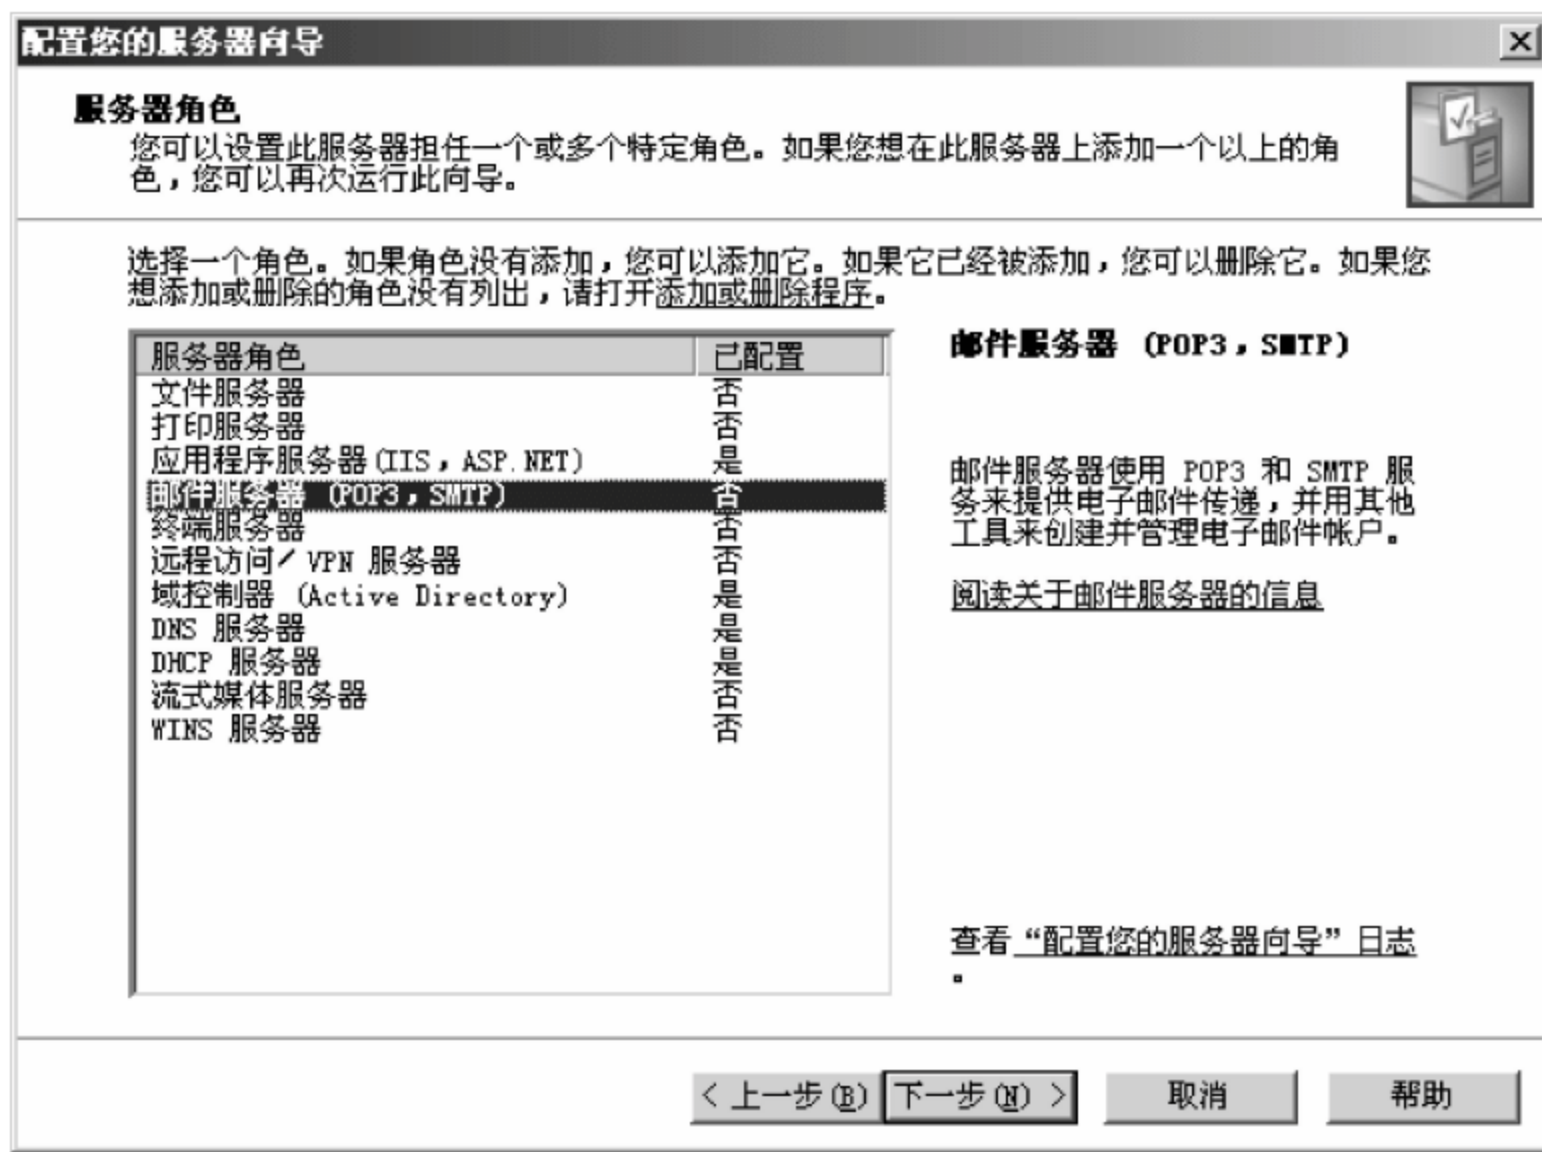 配置您的服务器向导
服务器角色
您可以设置此服务器担任一个或多个特定角色。如果您想在此服务器上添加一个以上的角
色，您可以再次运行此向导。
选择一个角色。如果角色没有添加，您可以添加它。如果它已经被添加，您可以删除它。如果您
想添加或删除的角色没有列出，请打开添加或删除程序。
服务器角色 已配置
文件服务器 否
打印服务器 否
应用程序服务器(IIS，ASP.NET) 是
邮件服务器 (POP3，SMTP) 否
终端服务器 否
远程访问/ VPN 服务器 否
域控制器 (Active Directory) 是
DNS 服务器 是
DHCP 服务器 是
流式媒体服务器 否
WINS 服务器 否
邮件服务器 (POP3，SMTP)
邮件服务器使用 POP3 和 SMTP 服
务来提供电子邮件传递，并用其他
工具来创建并管理电子邮件帐户。
阅读关于邮件服务器的信息
查看“配置您的服务器向导”日志
。
< 上一步(B) 下一步(N) > 取消 帮助